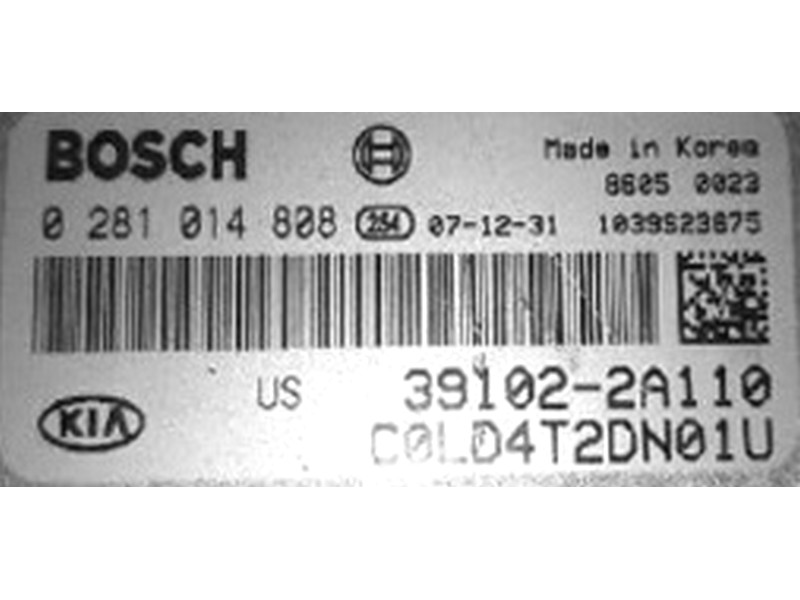 BOSCH
Made in Korea
8605 0023
0 281 014 808 284 07-12-31 1039S23675
US 39102-2A110
KIA C0LD4T2DN01U